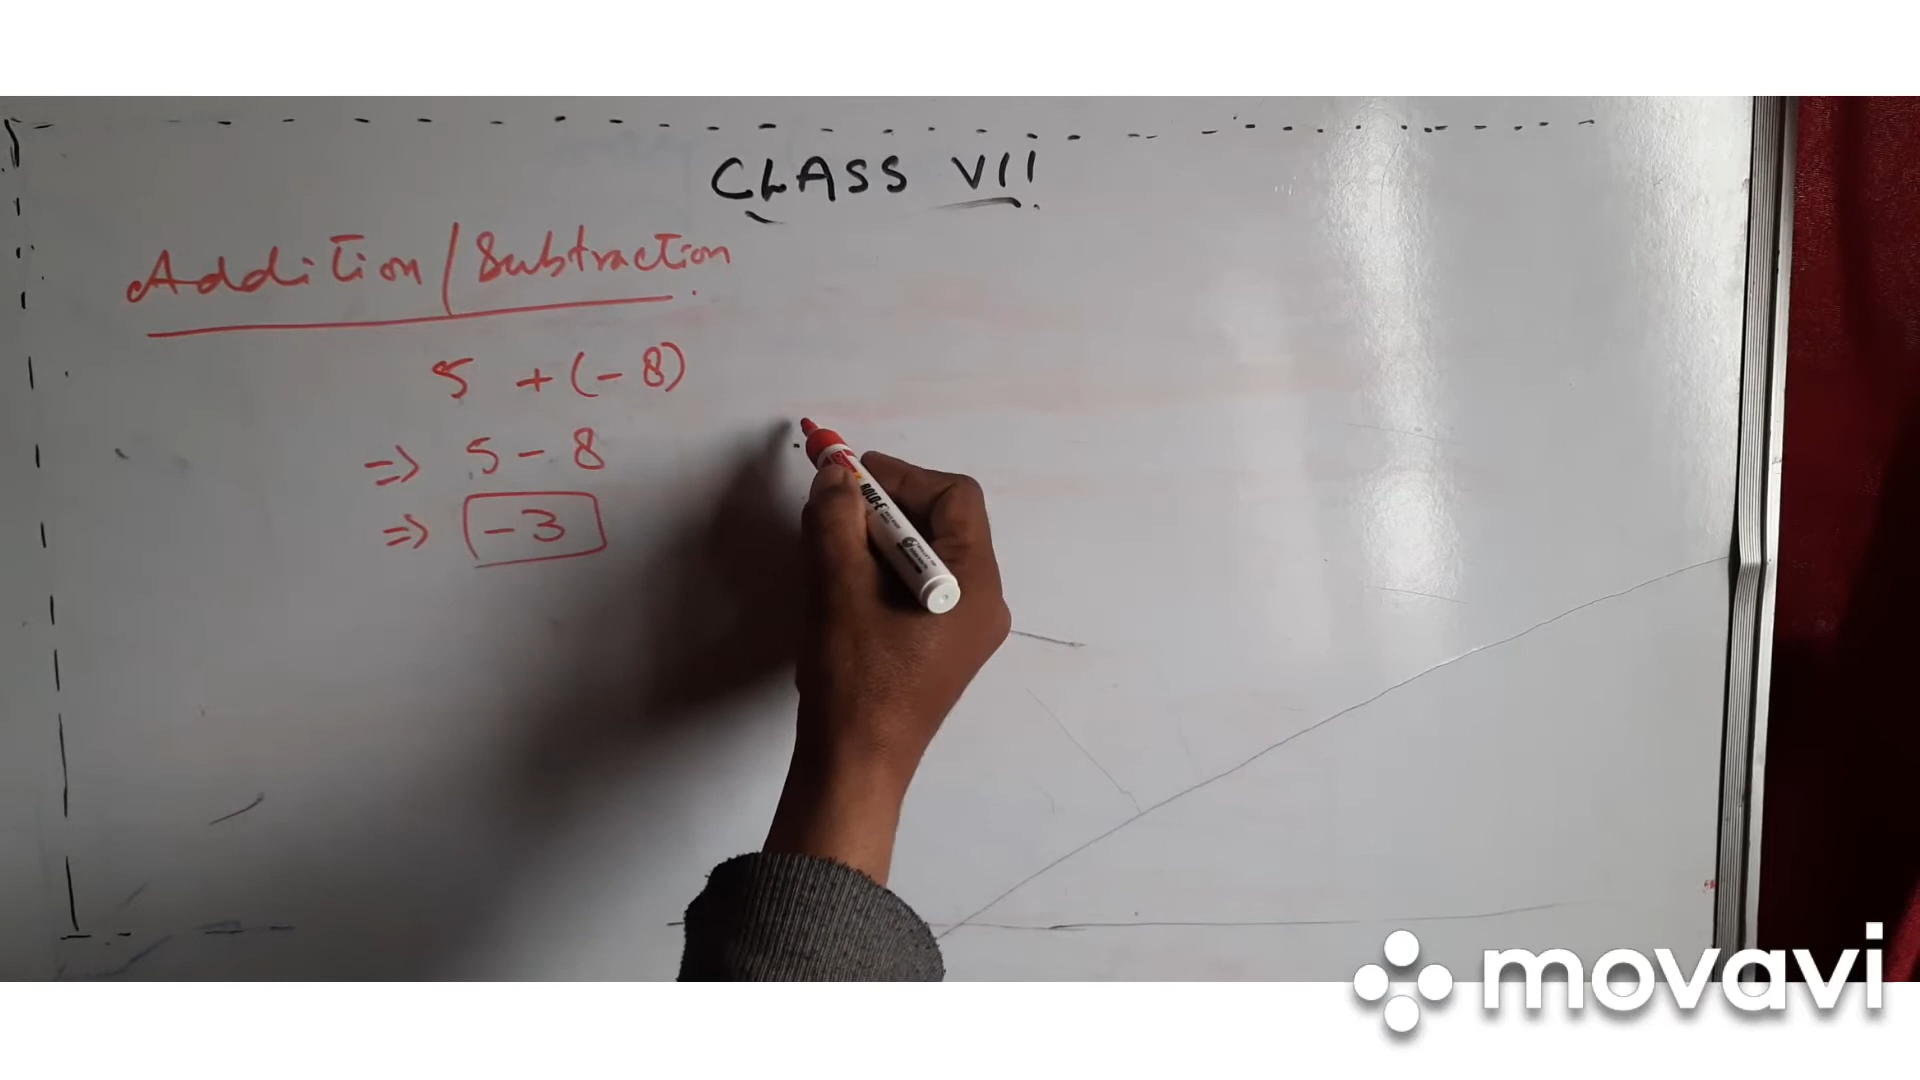 CLASS VII
Addition/Subtraction
5 + (-8)
=> 5 - 8
=> -3
movavi